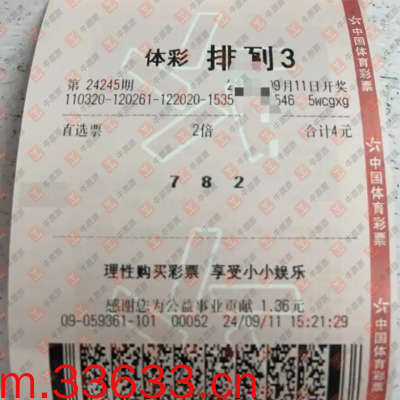 体彩 排列3
第 24245期 2 09月11日开奖
110320-120261-122020-1535 546 5wcgxg
直选票 2倍 合计4元
7 8 2
理性购买彩票 享受小小娱乐
感谢您为公益事业贡献 1.36元
09-059361-101 00052 24/09/11 15:21:29
中国体育彩票
中国体育彩票
m.33633.cn